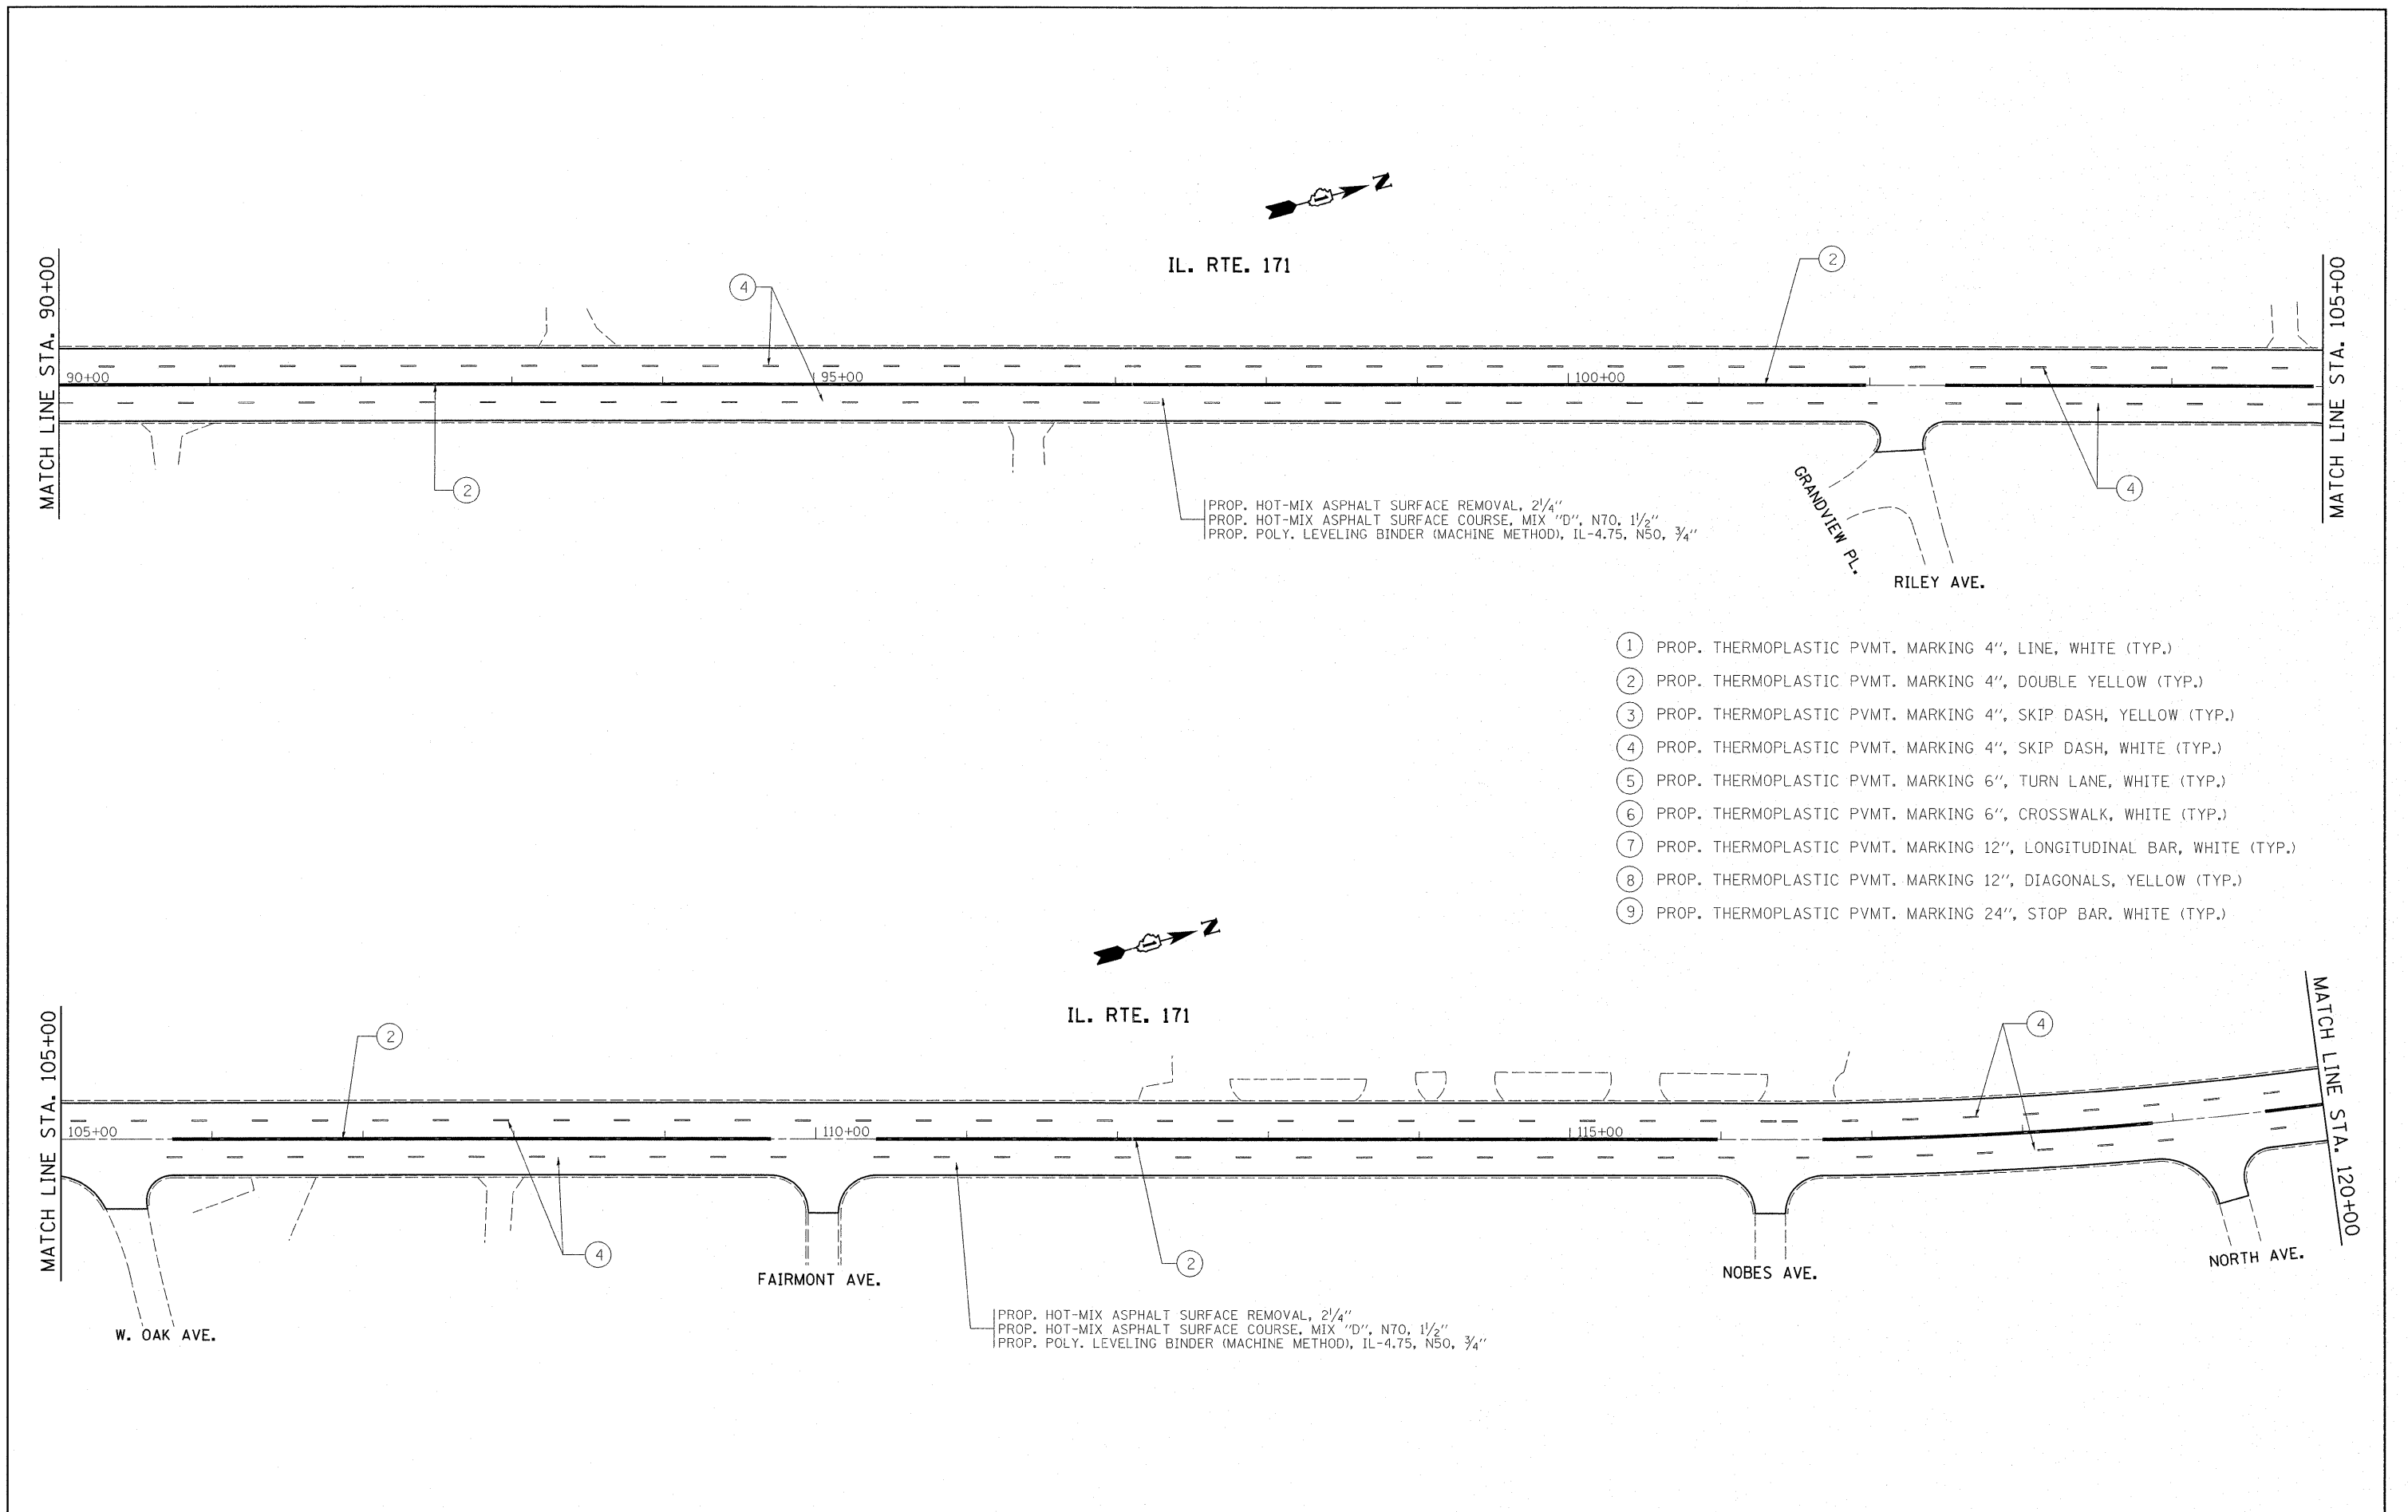 N
IL. RTE. 171
MATCH LINE STA. 90+00
MATCH LINE STA. 105+00
2
4
90+00
95+00
100+00
2
4
PROP. HOT-MIX ASPHALT SURFACE REMOVAL, 2 1/4"
PROP. HOT-MIX ASPHALT SURFACE COURSE, MIX "D", N70, 1 1/2"
PROP. POLY. LEVELING BINDER (MACHINE METHOD), IL-4.75, N50, 3/4"
GRANDVIEW PL.
RILEY AVE.
1 PROP. THERMOPLASTIC PVMT. MARKING 4", LINE, WHITE (TYP.)
2 PROP. THERMOPLASTIC PVMT. MARKING 4", DOUBLE YELLOW (TYP.)
3 PROP. THERMOPLASTIC PVMT. MARKING 4", SKIP DASH, YELLOW (TYP.)
4 PROP. THERMOPLASTIC PVMT. MARKING 4", SKIP DASH, WHITE (TYP.)
5 PROP. THERMOPLASTIC PVMT. MARKING 6", TURN LANE, WHITE (TYP.)
6 PROP. THERMOPLASTIC PVMT. MARKING 6", CROSSWALK, WHITE (TYP.)
7 PROP. THERMOPLASTIC PVMT. MARKING 12", LONGITUDINAL BAR, WHITE (TYP.)
8 PROP. THERMOPLASTIC PVMT. MARKING 12", DIAGONALS, YELLOW (TYP.)
9 PROP. THERMOPLASTIC PVMT. MARKING 24", STOP BAR. WHITE (TYP.)
N
IL. RTE. 171
MATCH LINE STA. 105+00
MATCH LINE STA. 120+00
2
4
105+00
110+00
115+00
4
2
FAIRMONT AVE.
NOBES AVE.
NORTH AVE.
W. OAK AVE.
PROP. HOT-MIX ASPHALT SURFACE REMOVAL, 2 1/4"
PROP. HOT-MIX ASPHALT SURFACE COURSE, MIX "D", N70, 1 1/2"
PROP. POLY. LEVELING BINDER (MACHINE METHOD), IL-4.75, N50, 3/4"